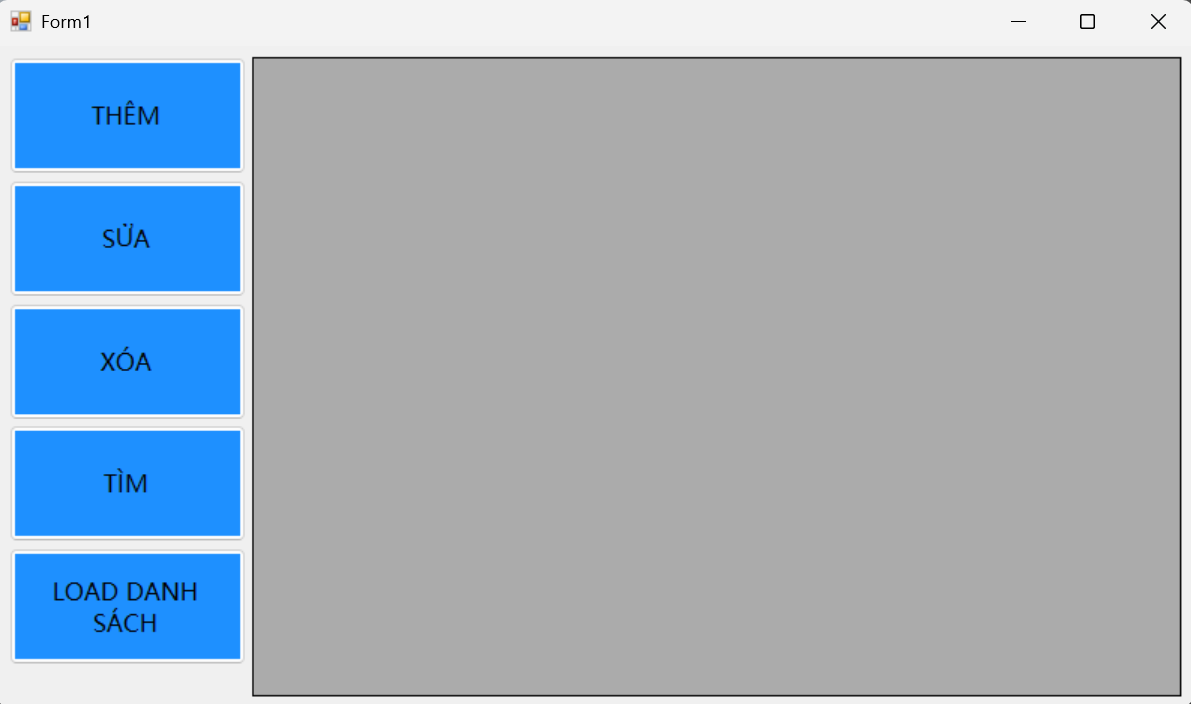 Form1
THÊM
SỬA
XÓA
TÌM
LOAD DANH
SÁCH